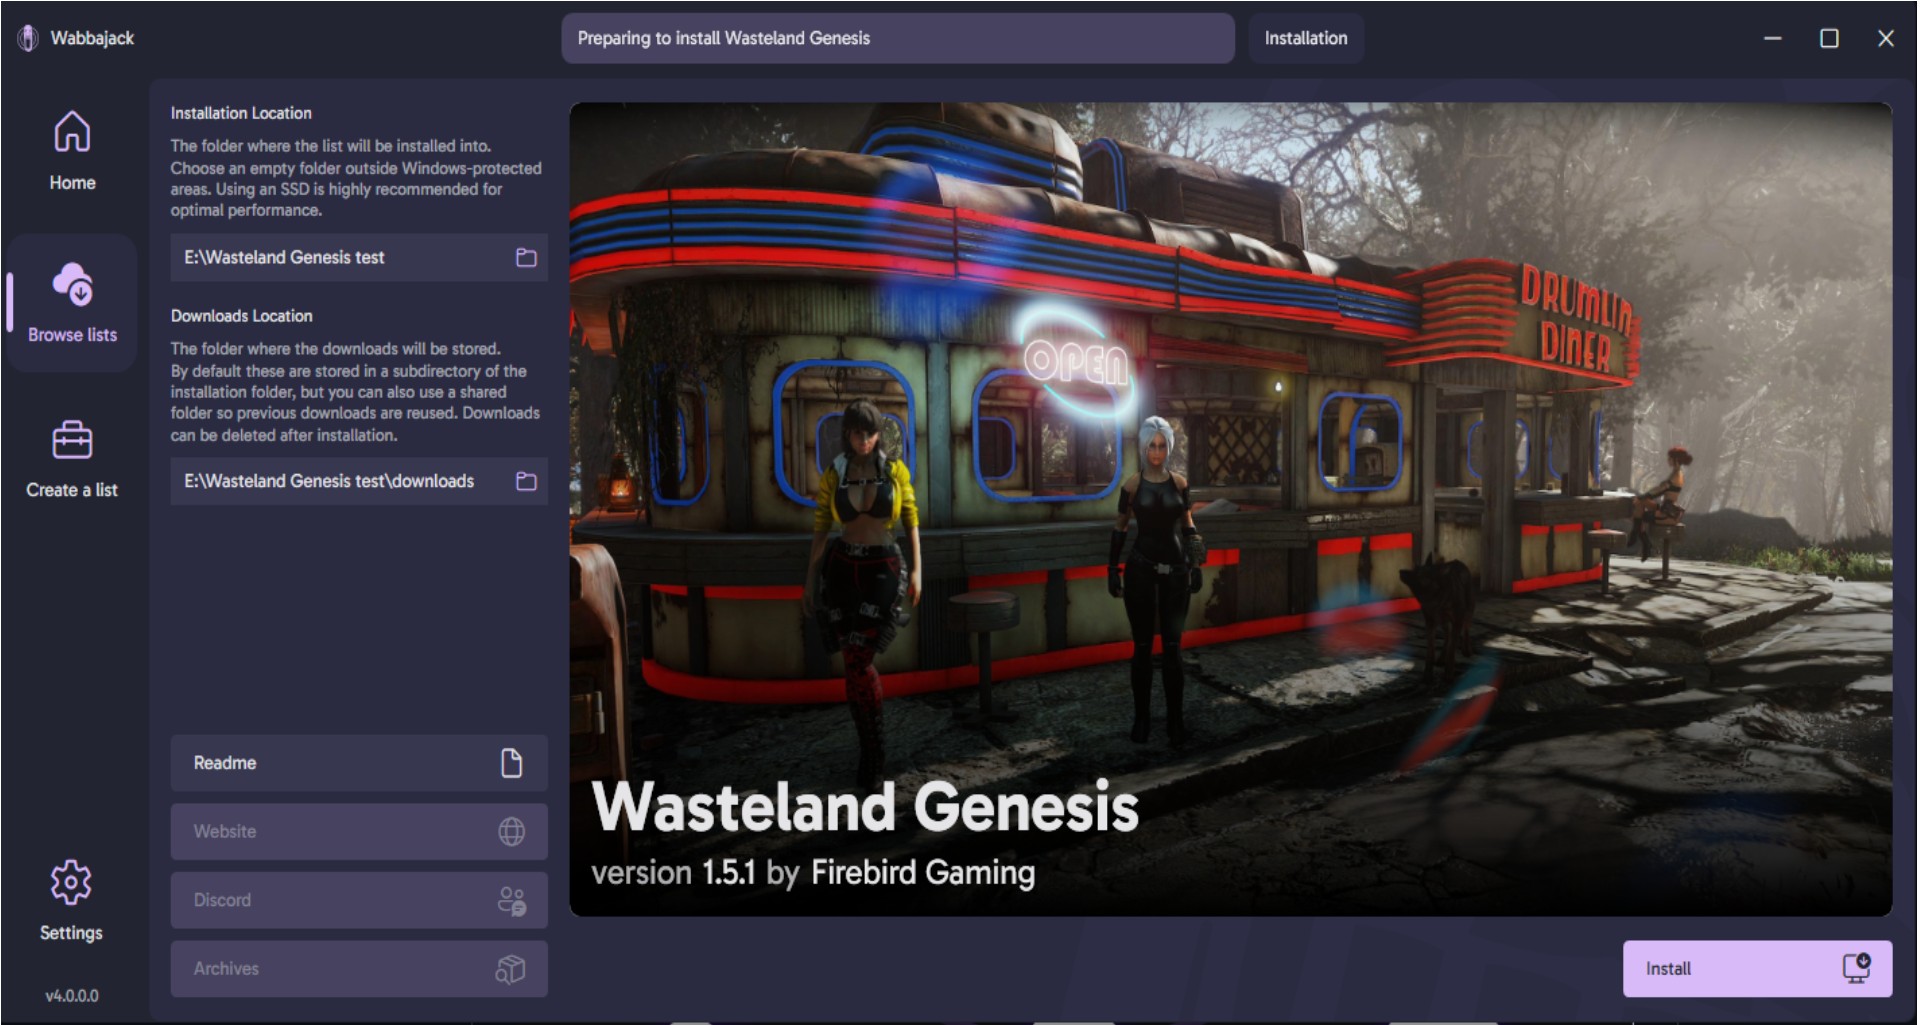 Wabbajack
Preparing to install Wasteland Genesis
Installation
Home
Browse lists
Create a list
Settings
v4.0.0.0
Installation Location
The folder where the list will be installed into.
Choose an empty folder outside Windows-protected
areas. Using an SSD is highly recommended for
optimal performance.
E:\Wasteland Genesis test
Downloads Location
The folder where the downloads will be stored.
By default these are stored in a subdirectory of the
installation folder, but you can also use a shared
folder so previous downloads are reused. Downloads
can be deleted after installation.
E:\Wasteland Genesis test\downloads
Readme
Website
Discord
Archives
OPEN
DRUMLIN
DINER
Wasteland Genesis
version 1.5.1 by Firebird Gaming
Install